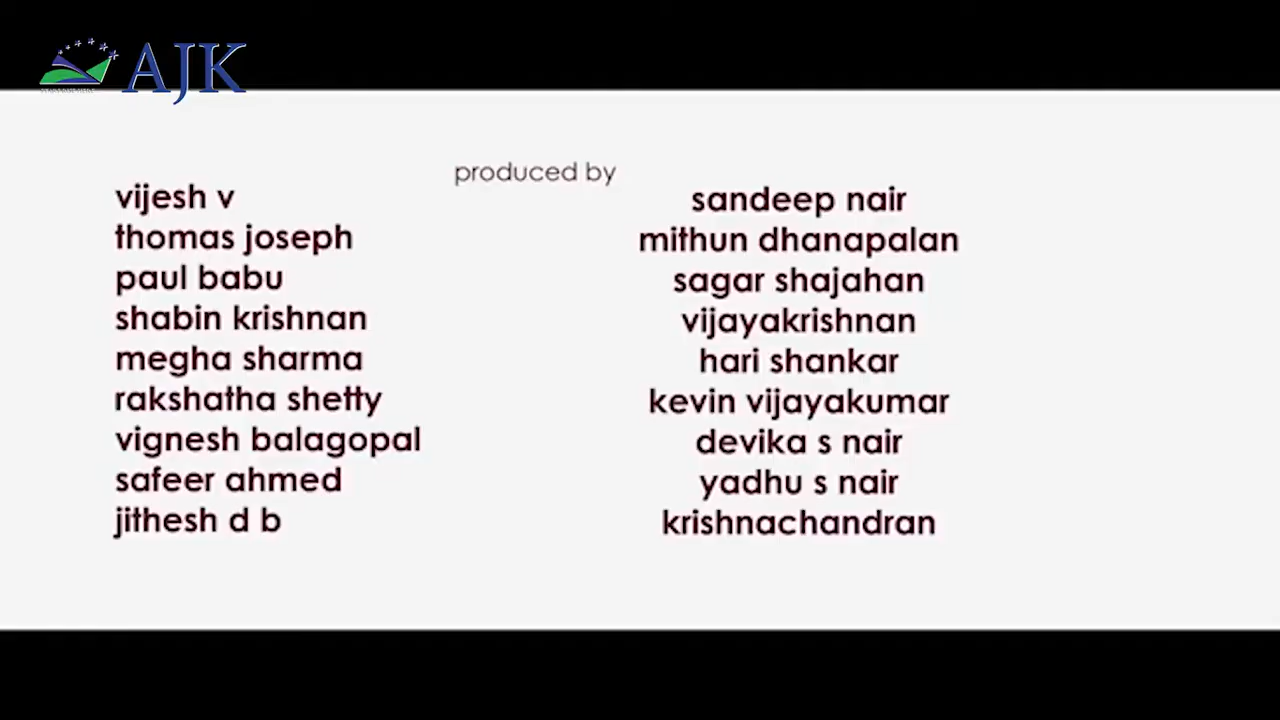 AJK
produced by
vijesh v
thomas joseph
paul babu
shabin krishnan
megha sharma
rakshatha shetty
vignesh balagopal
safeer ahmed
jithesh d b
sandeep nair
mithun dhanapalan
sagar shajahan
vijayakrishnan
hari shankar
kevin vijayakumar
devika s nair
yadhu s nair
krishnachandran